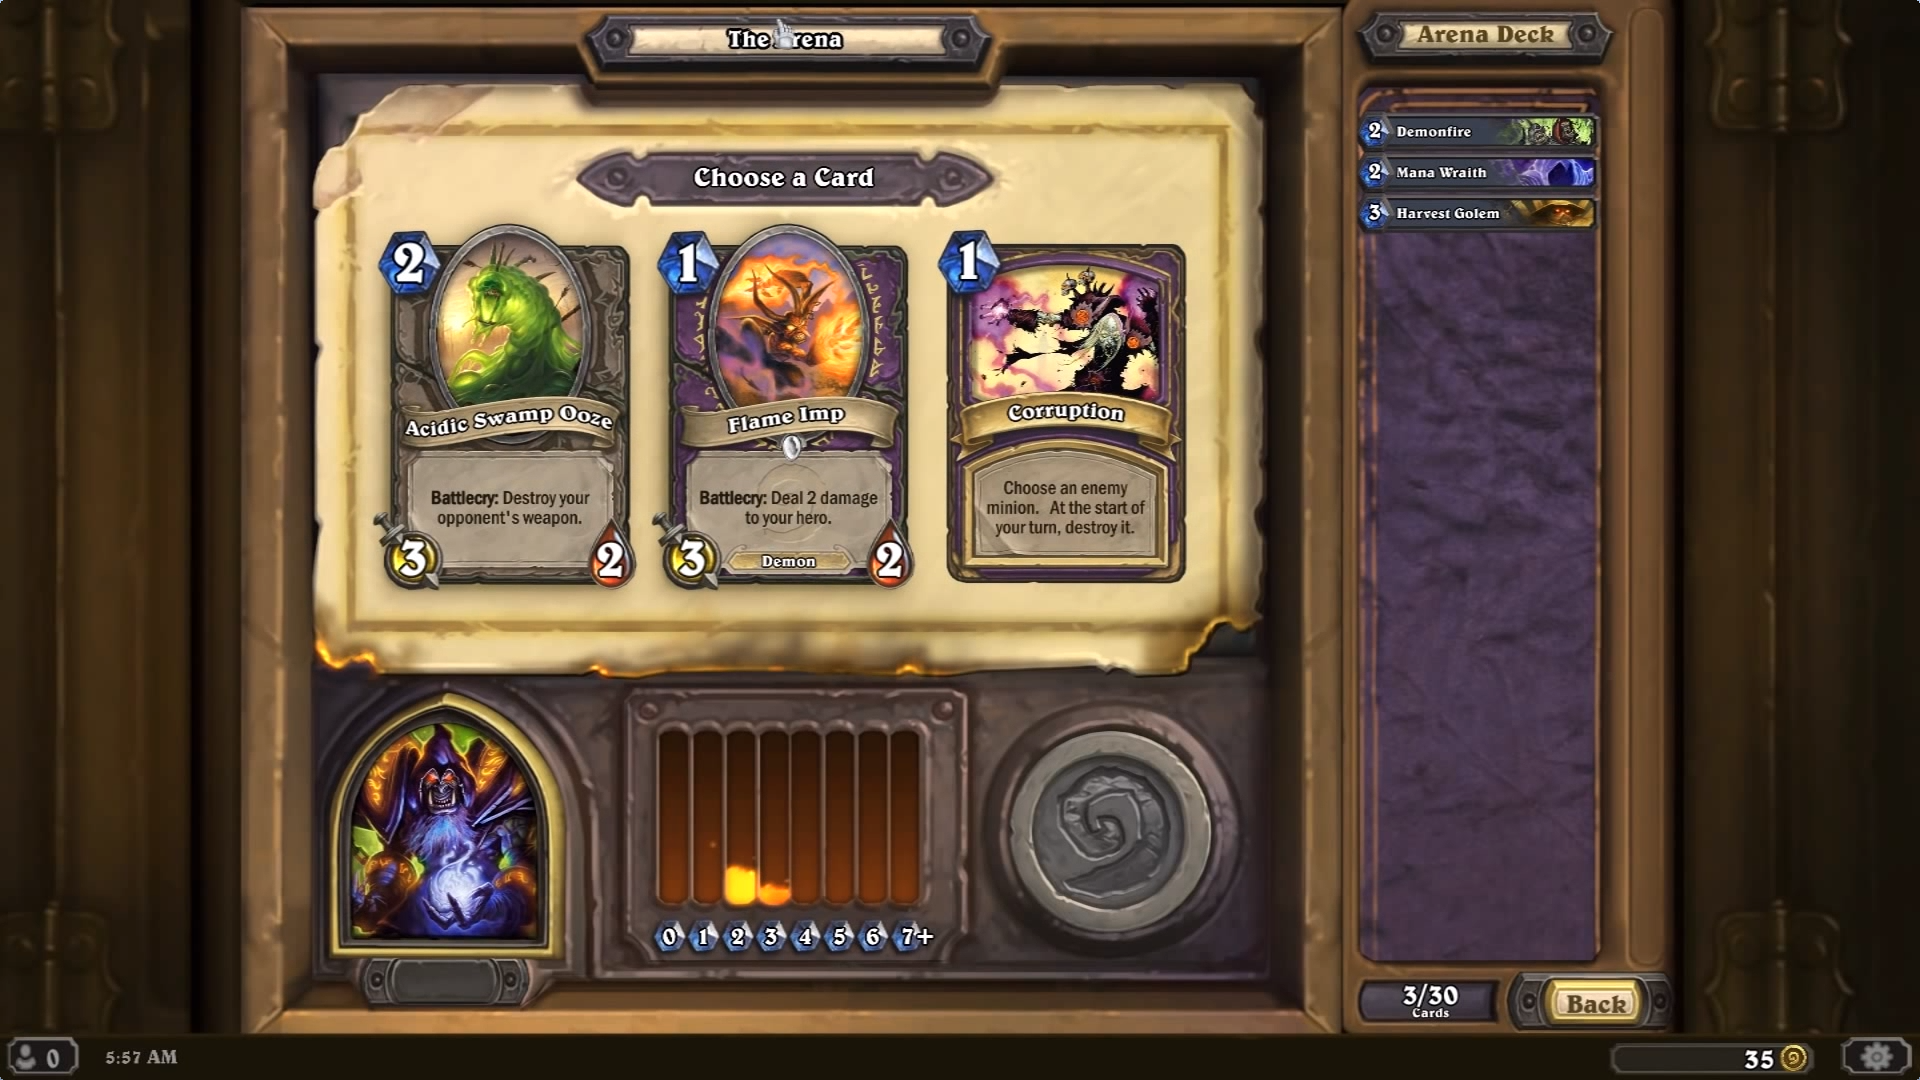 The Arena
Arena Deck
Choose a Card
2 Demonfire
2 Mana Wraith
3 Harvest Golem
2
Acidic Swamp Ooze
Battlecry: Destroy your
opponent's weapon.
3 2
1
Flame Imp
Battlecry: Deal 2 damage
to your hero.
Demon
3 2
1
Corruption
Choose an enemy
minion. At the start of
your turn, destroy it.
0 1 2 3 4 5 6 7+
3/30
Cards
Back
0
5:57 AM
35